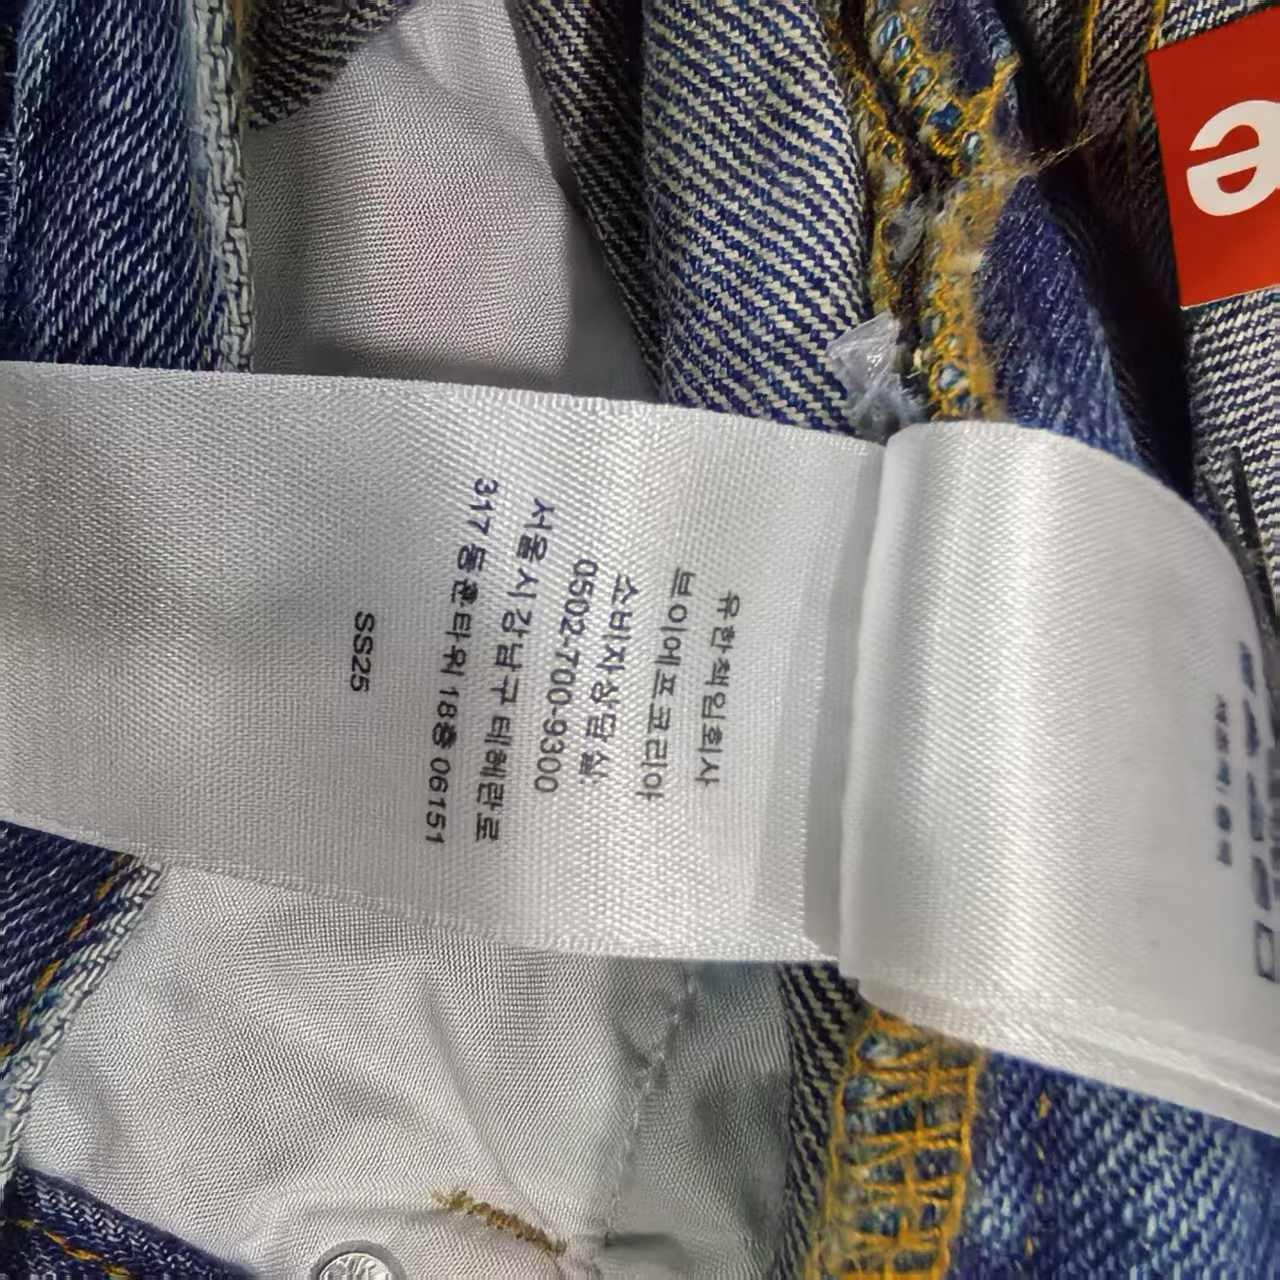 유한책임회사
브이에프코리아
소비자상담실
0502-700-9300
서울시강남구 테헤란로
317 동훈타워 18층 06151
SS25
e